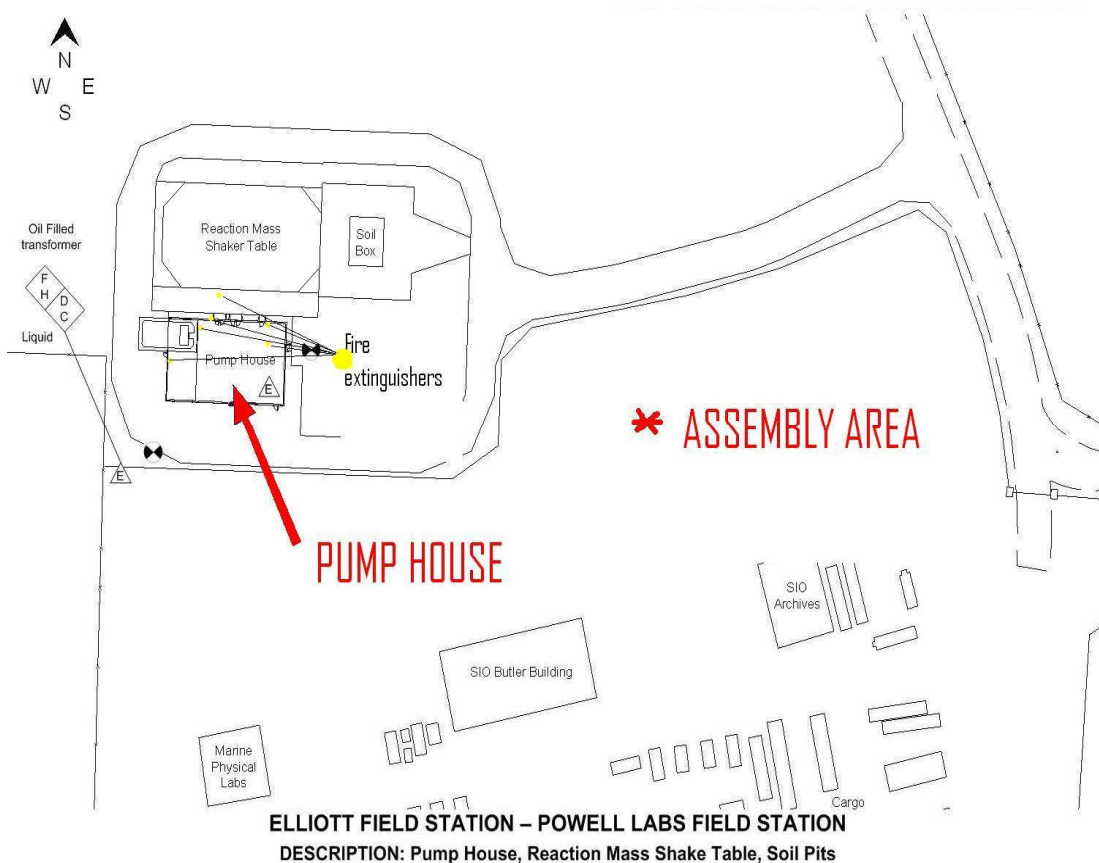 N
W E
S
Oil Filled
transformer
F
H
D
C
Liquid
Reaction Mass
Shaker Table
Soil
Box
Fire
extinguishers
Pump House
E
E
ASSEMBLY AREA
PUMP HOUSE
SIO
Archives
SIO Butler Building
Marine
Physical
Labs
Cargo
ELLIOTT FIELD STATION – POWELL LABS FIELD STATION
DESCRIPTION: Pump House, Reaction Mass Shake Table, Soil Pits